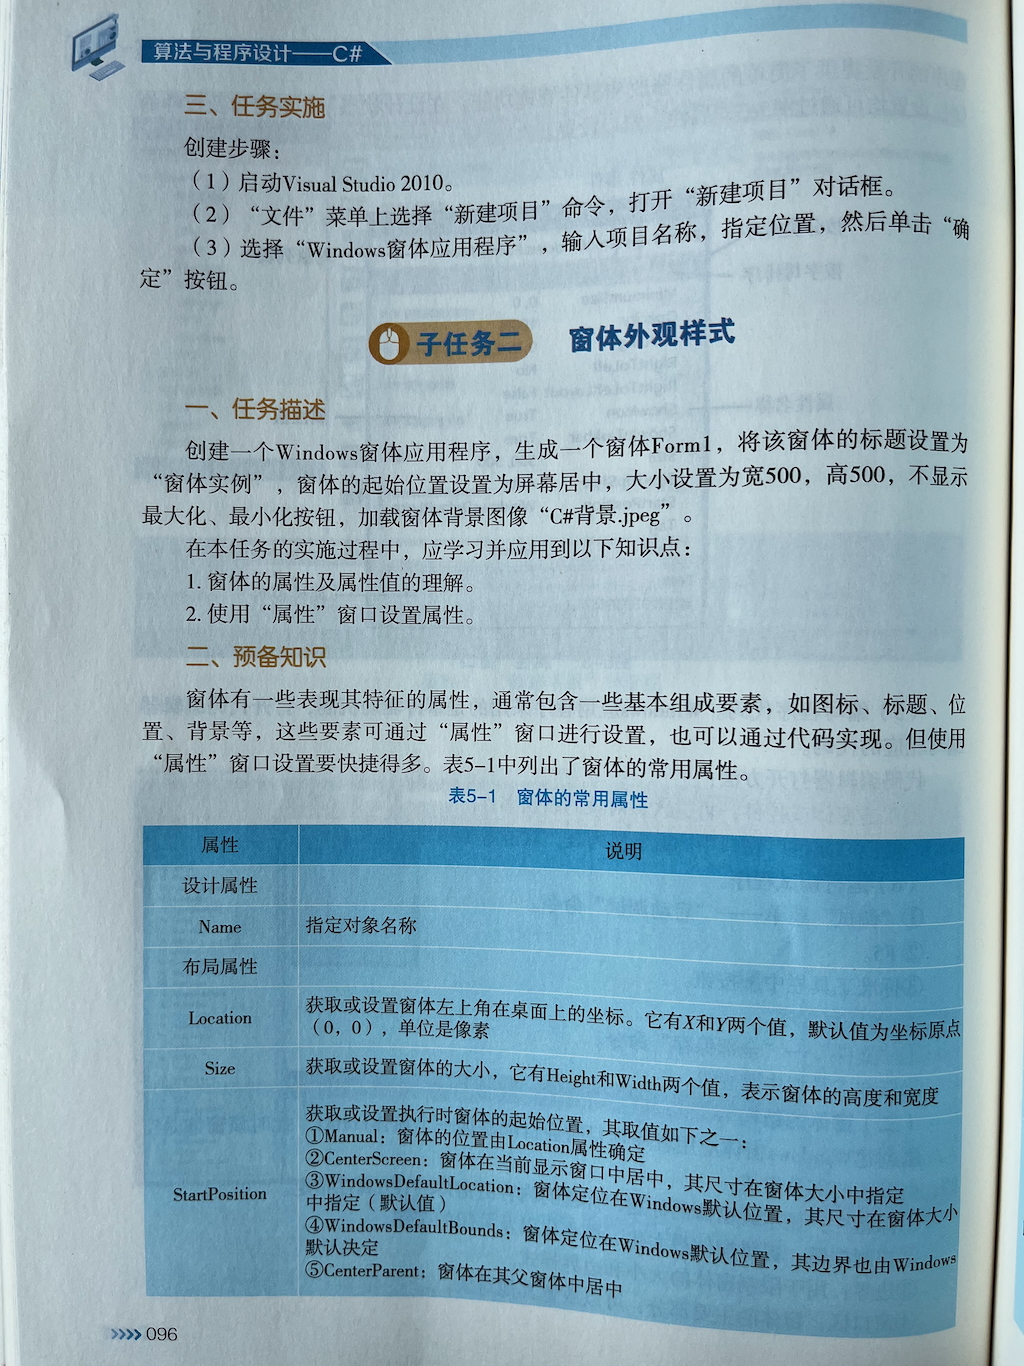 算法与程序设计——C#
三、任务实施
创建步骤：
（1）启动Visual Studio 2010。
（2）“文件”菜单上选择“新建项目”命令，打开“新建项目”对话框。
（3）选择“Windows窗体应用程序”，输入项目名称，指定位置，然后单击“确
定”按钮。
子任务二 窗体外观样式
一、任务描述
创建一个Windows窗体应用程序，生成一个窗体Form1，将该窗体的标题设置为
“窗体实例”，窗体的起始位置设置为屏幕居中，大小设置为宽500，高500，不显示
最大化、最小化按钮，加载窗体背景图像“C#背景.jpeg”。
在本任务的实施过程中，应学习并应用到以下知识点：
1. 窗体的属性及属性值的理解。
2. 使用“属性”窗口设置属性。
二、预备知识
窗体有一些表现其特征的属性，通常包含一些基本组成要素，如图标、标题、位
置、背景等，这些要素可通过“属性”窗口进行设置，也可以通过代码实现。但使用
“属性”窗口设置要快捷得多。表5-1中列出了窗体的常用属性。
表5-1 窗体的常用属性
属性 说明
设计属性
Name 指定对象名称
布局属性
Location 获取或设置窗体左上角在桌面上的坐标。它有X和Y两个值，默认值为坐标原点
（0，0），单位是像素
Size 获取或设置窗体的大小，它有Height和Width两个值，表示窗体的高度和宽度
StartPosition 获取或设置执行时窗体的起始位置，其取值如下之一：
①Manual：窗体的位置由Location属性确定
②CenterScreen：窗体在当前显示窗口中居中，其尺寸在窗体大小中指定
③WindowsDefaultLocation：窗体定位在Windows默认位置，其尺寸在窗体大小
中指定（默认值）
④WindowsDefaultBounds：窗体定位在Windows默认位置，其边界也由Windows
默认决定
⑤CenterParent：窗体在其父窗体中居中
096